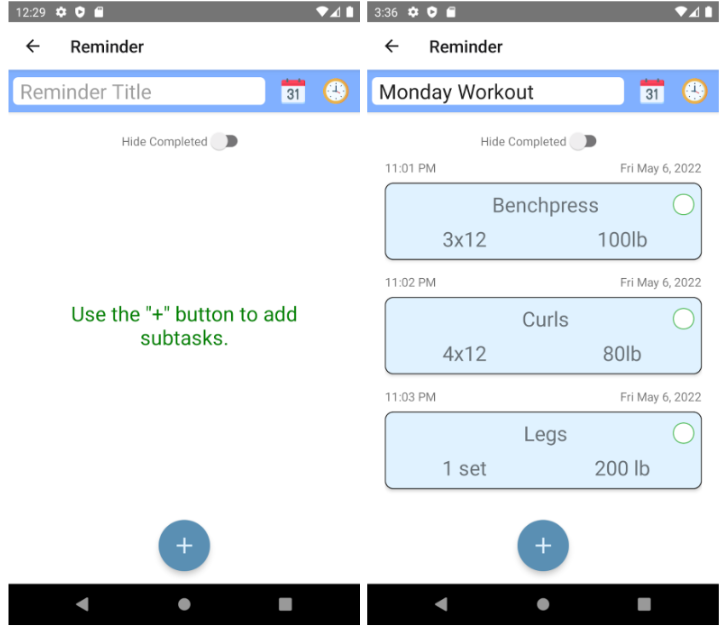 12:29
Reminder
Reminder Title
31
Hide Completed
Use the "+" button to add
subtasks.
+
3:36
Reminder
Monday Workout
31
Hide Completed
11:01 PM Fri May 6, 2022
Benchpress
3x12 100lb
11:02 PM Fri May 6, 2022
Curls
4x12 80lb
11:03 PM Fri May 6, 2022
Legs
1 set 200 lb
+